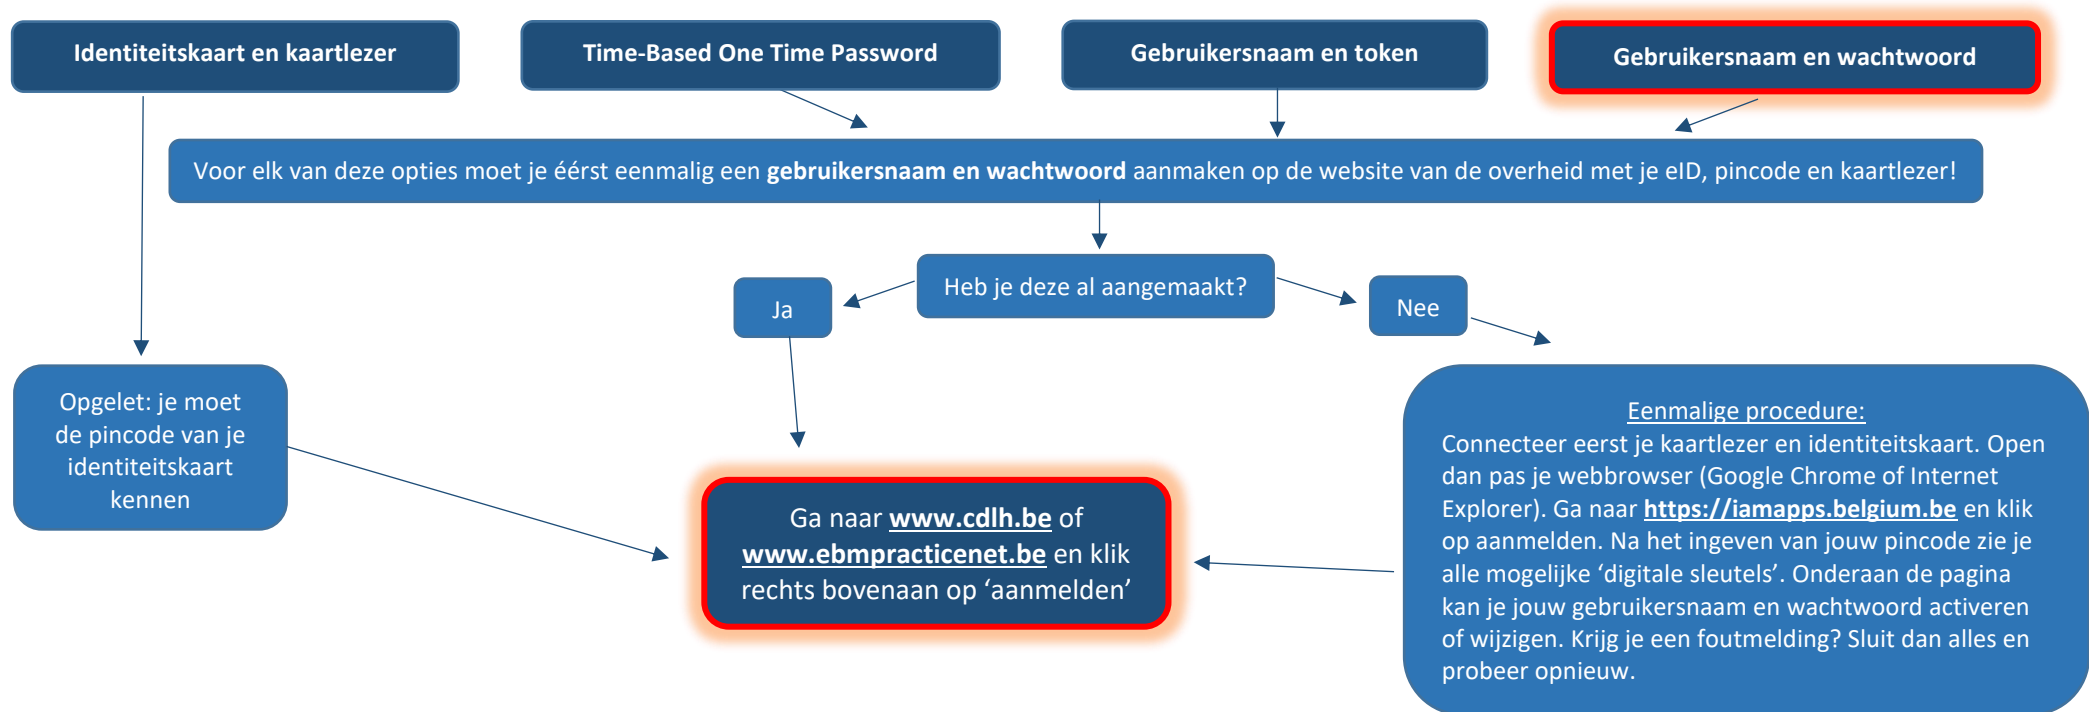 Identiteitskaart en kaartlezer
Time-Based One Time Password
Gebruikersnaam en token
Gebruikersnaam en wachtwoord
Voor elk van deze opties moet je éérst eenmalig een gebruikersnaam en wachtwoord aanmaken op de website van de overheid met je eID, pincode en kaartlezer!
Heb je deze al aangemaakt?
Ja
Nee
Opgelet: je moet
de pincode van je
identiteitskaart
kennen
Ga naar www.cdlh.be of
www.ebmpracticenet.be en klik
rechts bovenaan op ‘aanmelden’
Eenmalige procedure:
Connecteer eerst je kaartlezer en identiteitskaart. Open
dan pas je webbrowser (Google Chrome of Internet
Explorer). Ga naar https://iamapps.belgium.be en klik
op aanmelden. Na het ingeven van jouw pincode zie je
alle mogelijke ‘digitale sleutels’. Onderaan de pagina
kan je jouw gebruikersnaam en wachtwoord activeren
of wijzigen. Krijg je een foutmelding? Sluit dan alles en
probeer opnieuw.